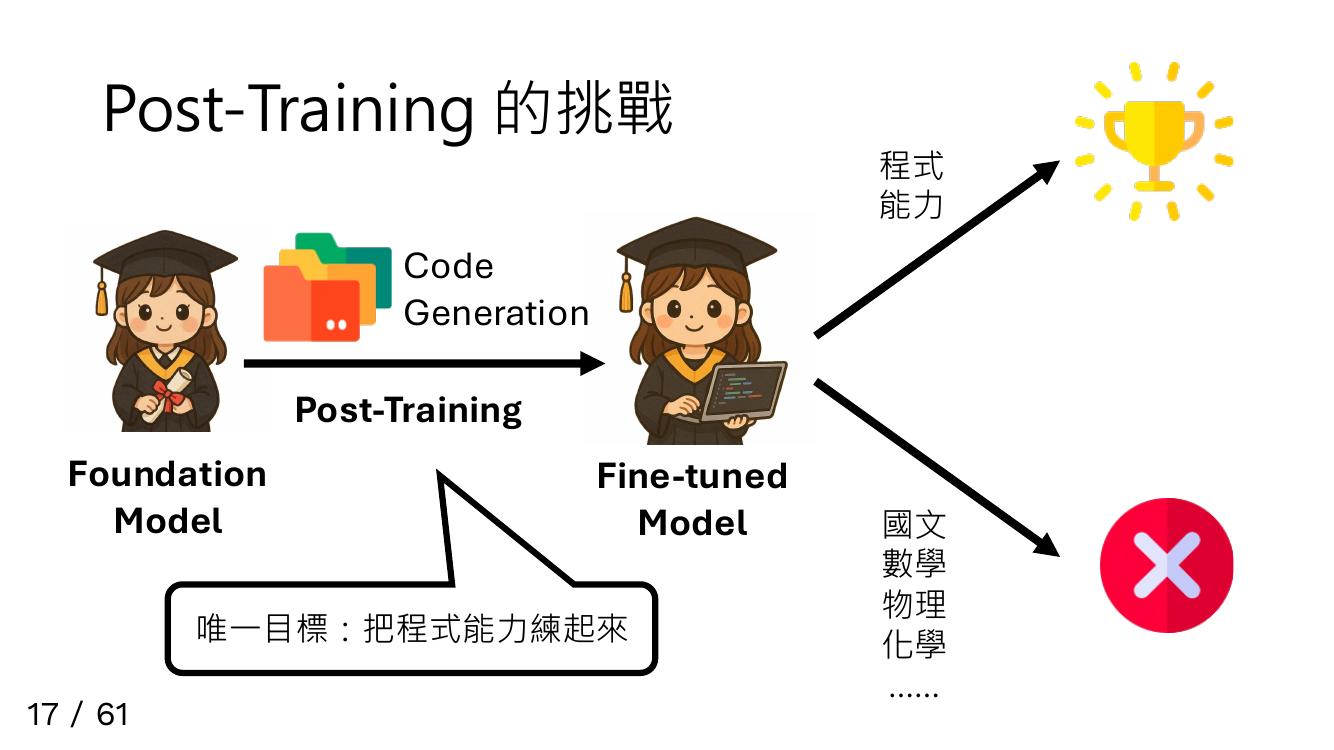 Post-Training 的挑戰
程式
能力
Code
Generation
Post-Training
Foundation
Model
Fine-tuned
Model
唯一目標：把程式能力練起來
國文
數學
物理
化學
......
17 / 61